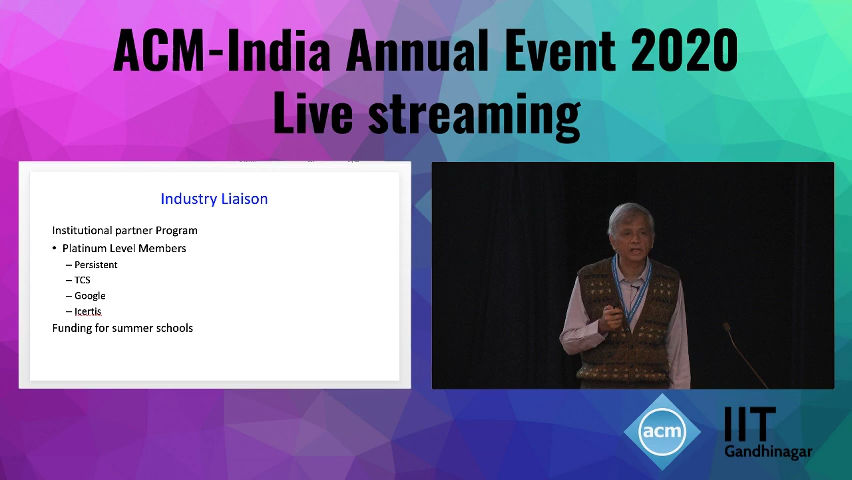 ACM-India Annual Event 2020
Live streaming
Industry Liaison
Institutional partner Program
• Platinum Level Members
– Persistent
– TCS
– Google
– Icertis
Funding for summer schools
acm
IIT
Gandhinagar